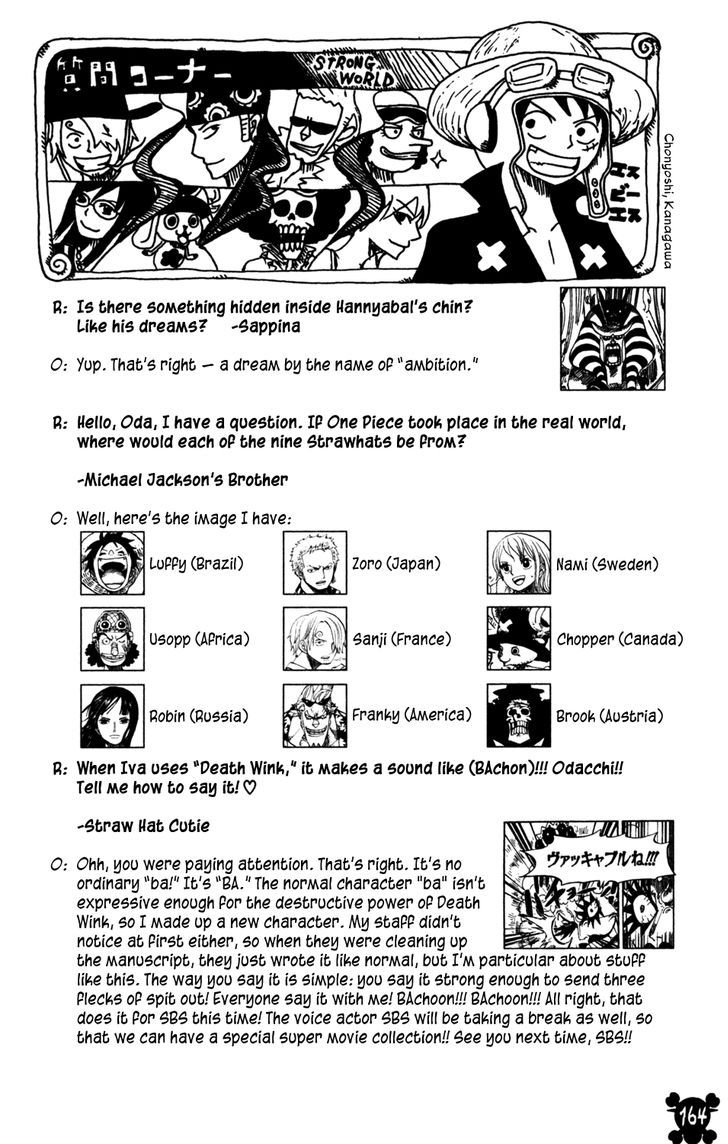 質問コーナー
STRONG WORLD
エス
ビー
エス
Chonyoshi, Kanagawa
R: Is there something hidden inside Hannyabal's chin?
Like his dreams? -Sappina
O: Yup. That's right – a dream by the name of "ambition."
R: Hello, Oda, I have a question. If One Piece took place in the real world,
where would each of the nine Strawhats be from?
-Michael Jackson's Brother
O: Well, here's the image I have:
Luffy (Brazil) Zoro (Japan) Nami (Sweden)
Usopp (Africa) Sanji (France) Chopper (Canada)
Robin (Russia) Franky (America) Brook (Austria)
R: When Iva uses "Death Wink," it makes a sound like (BAchon)!!! Odacchi!!
Tell me how to say it! ♡
-Straw Hat Cutie
ヴァッキャブルね!!!
O: Ohh, you were paying attention. That's right. It's no
ordinary "ba!" It's "BA." The normal character "ba" isn't
expressive enough for the destructive power of Death
Wink, so I made up a new character. My staff didn't
notice at first either, so when they were cleaning up
the manuscript, they just wrote it like normal, but I'm particular about stuff
like this. The way you say it is simple: you say it strong enough to send three
flecks of spit out! Everyone say it with me! BAchoon!!! BAchoon!!! All right, that
does it for SBS this time! The voice actor SBS will be taking a break as well, so
that we can have a special super movie collection!! See you next time, SBS!!
164